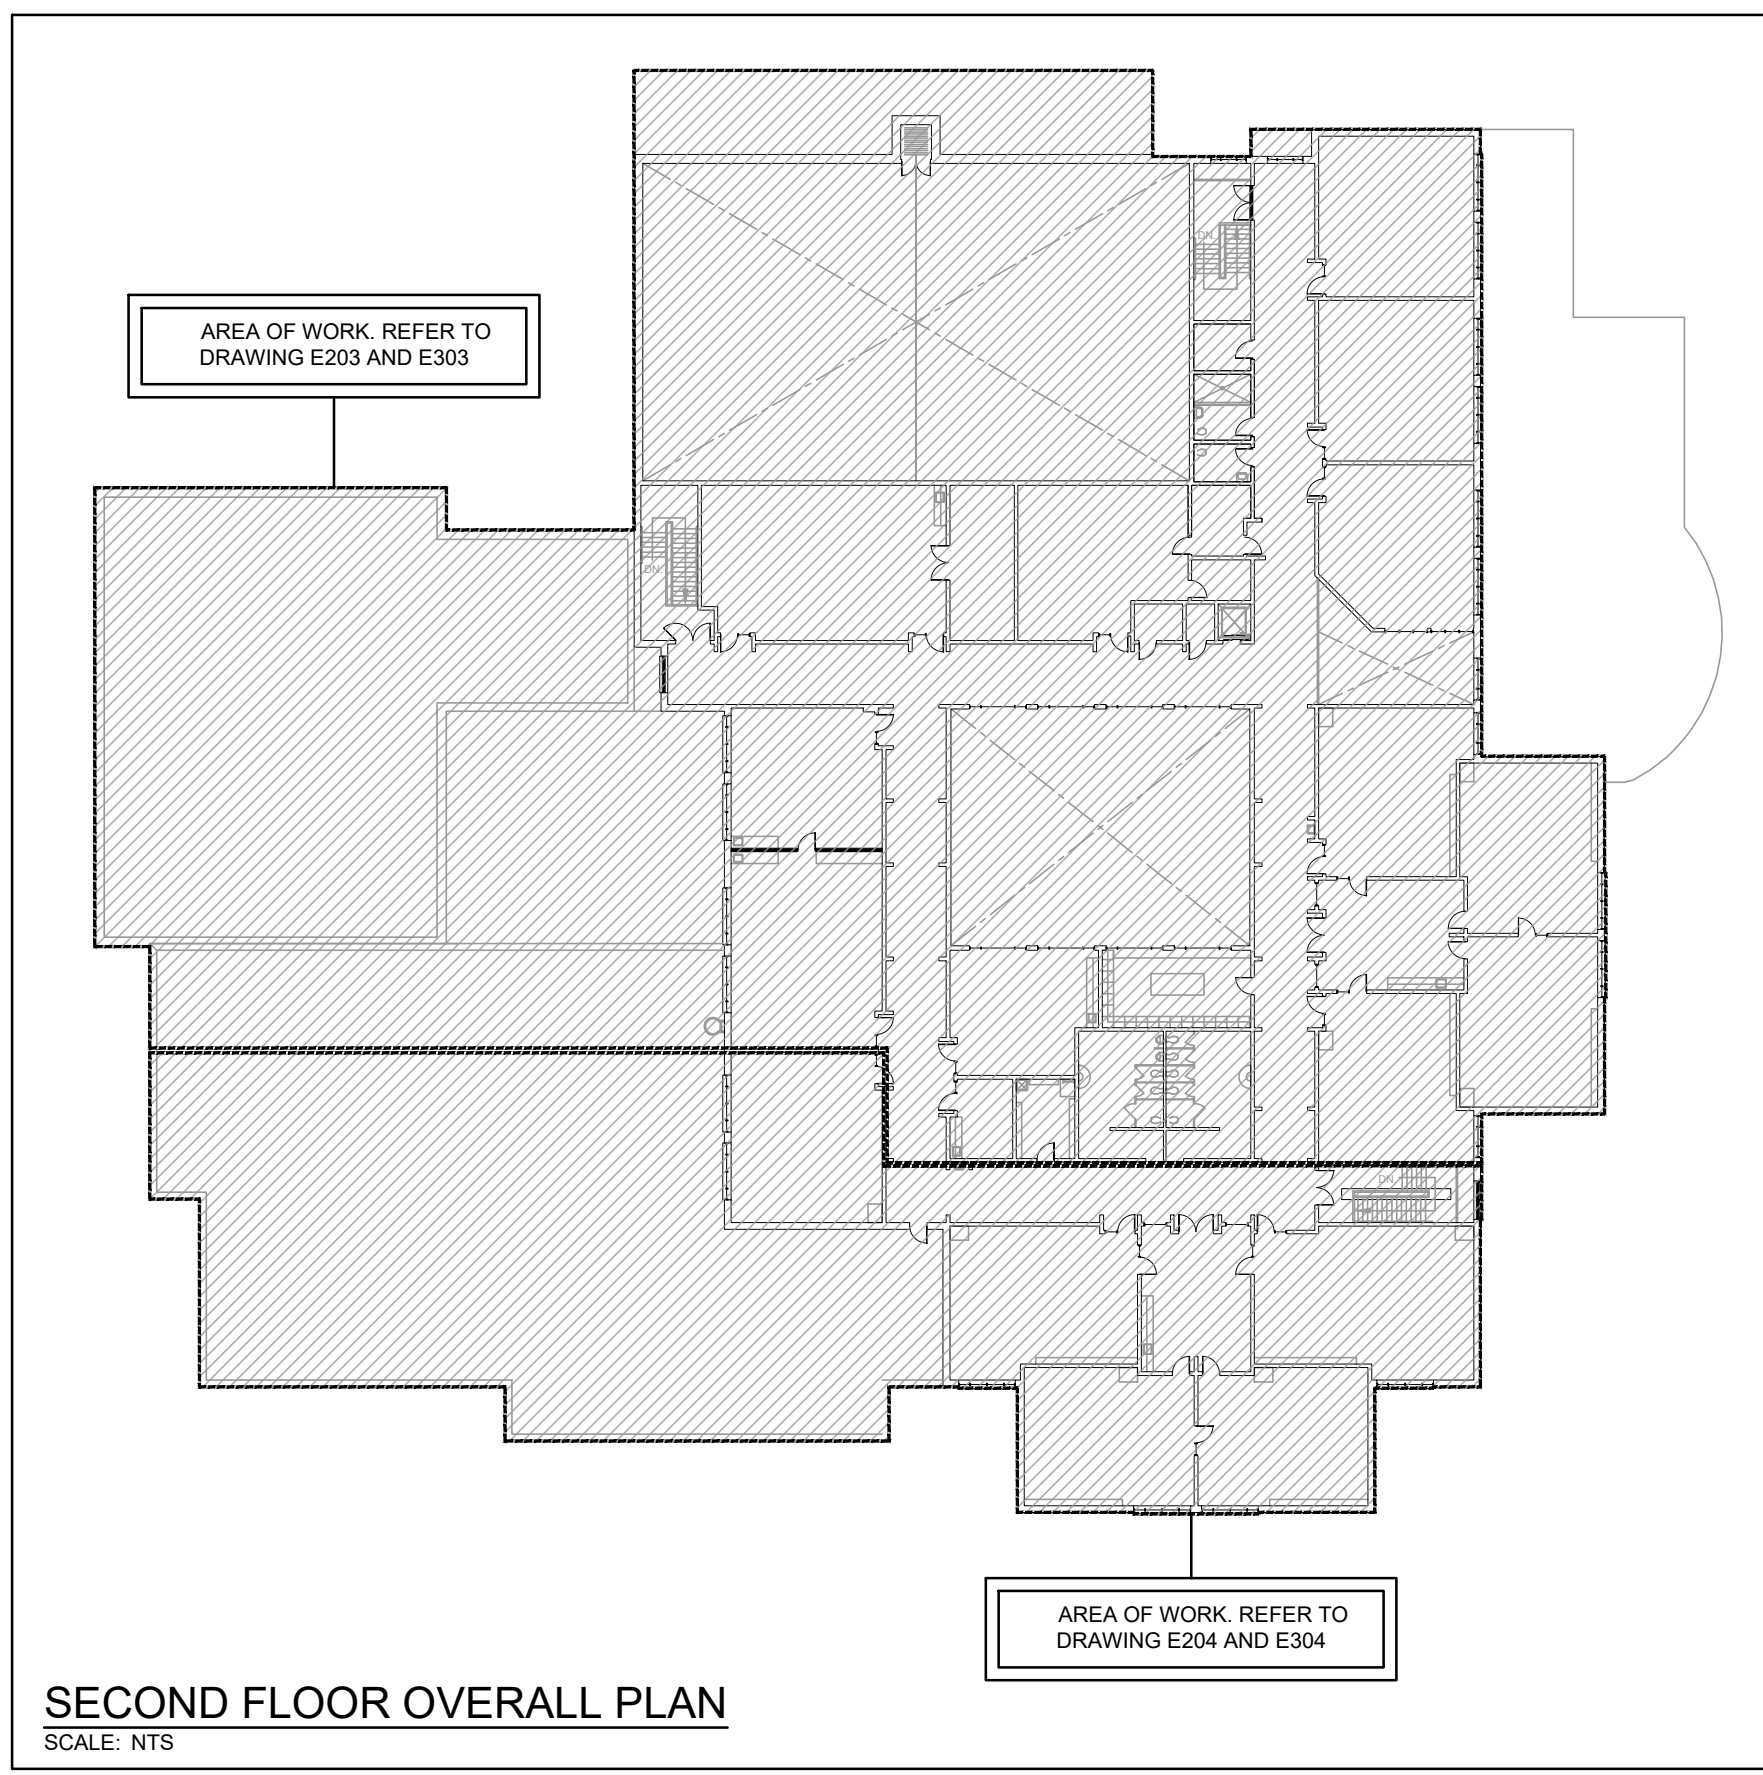 DN.
AREA OF WORK. REFER TO
DRAWING E203 AND E303
DN.
DN.
AREA OF WORK. REFER TO
DRAWING E204 AND E304
SECOND FLOOR OVERALL PLAN
SCALE: NTS